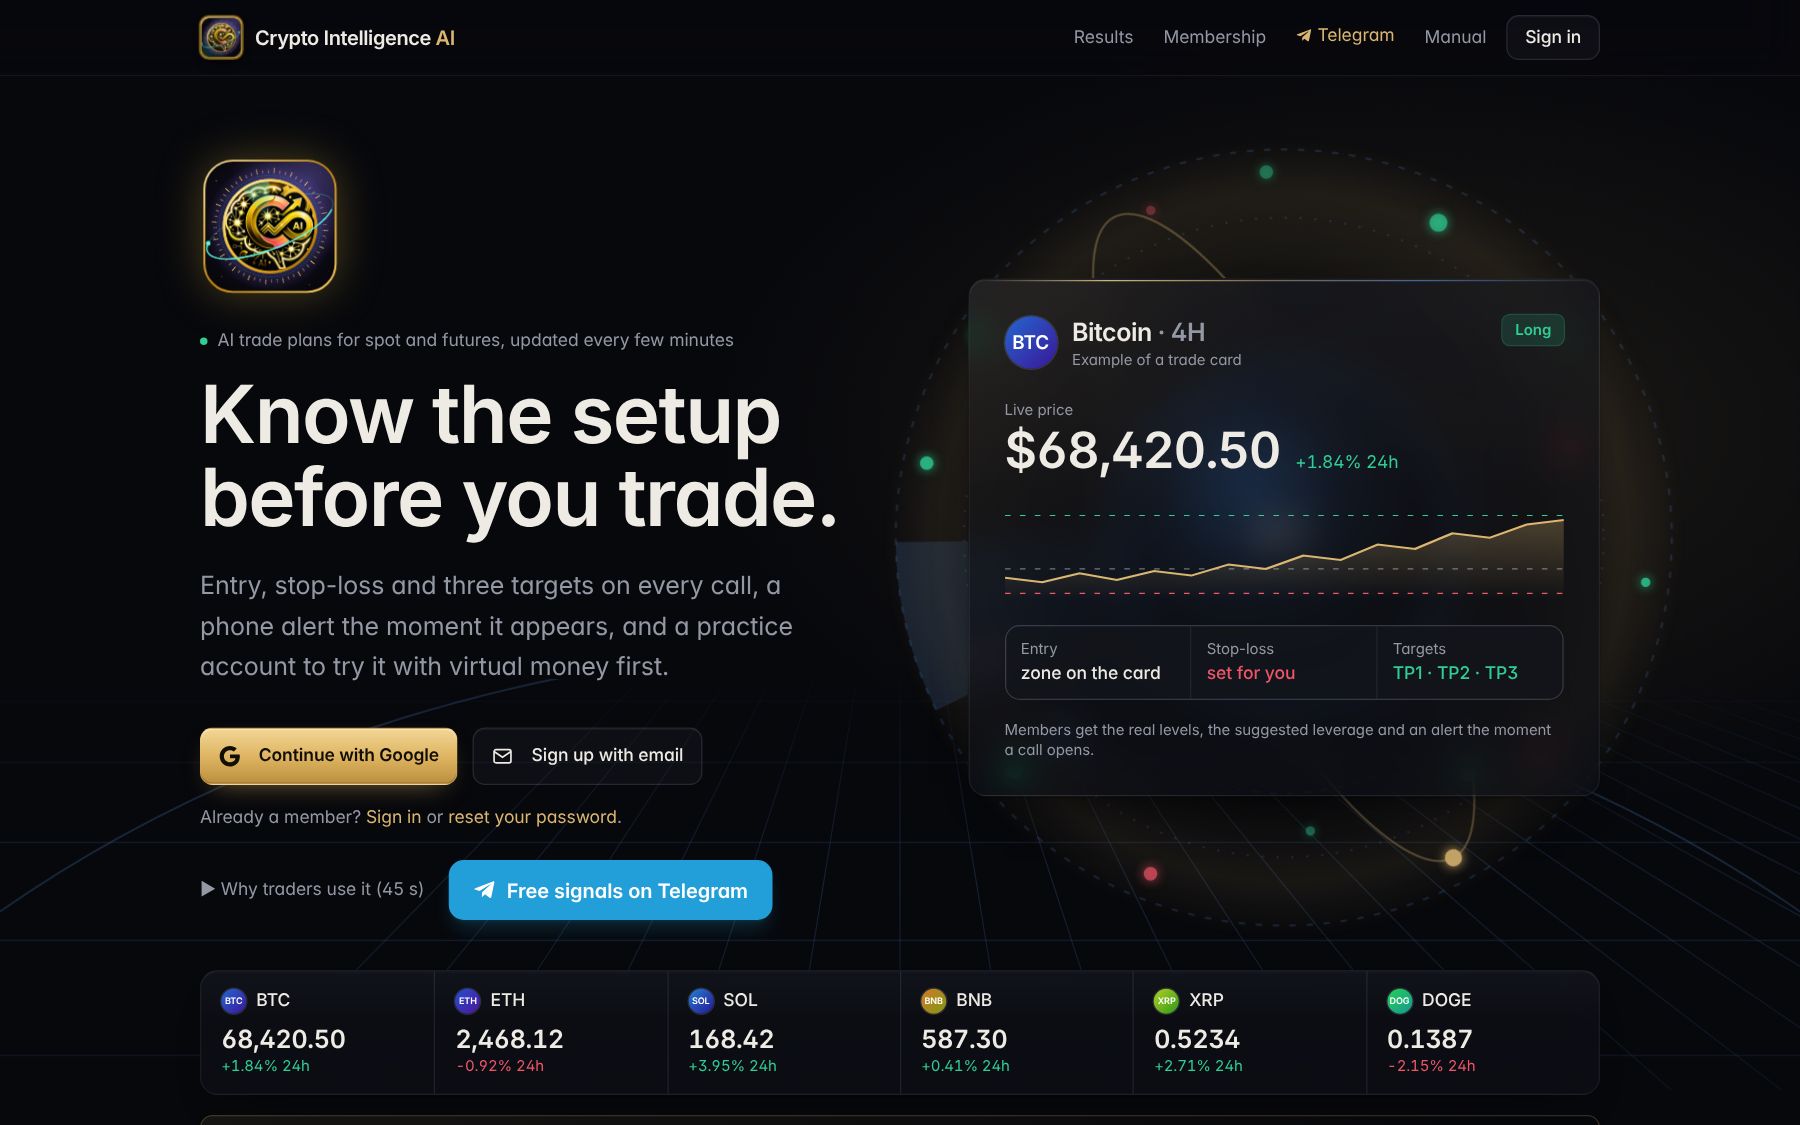 Crypto Intelligence AI
Results
Membership
Telegram
Manual
Sign in
AI
AI trade plans for spot and futures, updated every few minutes
Know the setup
before you trade.
Entry, stop-loss and three targets on every call, a
phone alert the moment it appears, and a practice
account to try it with virtual money first.
G Continue with Google
Sign up with email
Already a member? Sign in or reset your password.
Why traders use it (45 s)
Free signals on Telegram
BTC
Bitcoin · 4H
Example of a trade card
Long
Live price
$68,420.50 +1.84% 24h
Entry
zone on the card
Stop-loss
set for you
Targets
TP1 · TP2 · TP3
Members get the real levels, the suggested leverage and an alert the moment
a call opens.
BTC BTC
68,420.50
+1.84% 24h
ETH ETH
2,468.12
-0.92% 24h
SOL SOL
168.42
+3.95% 24h
BNB BNB
587.30
+0.41% 24h
XRP XRP
0.5234
+2.71% 24h
DOG DOGE
0.1387
-2.15% 24h